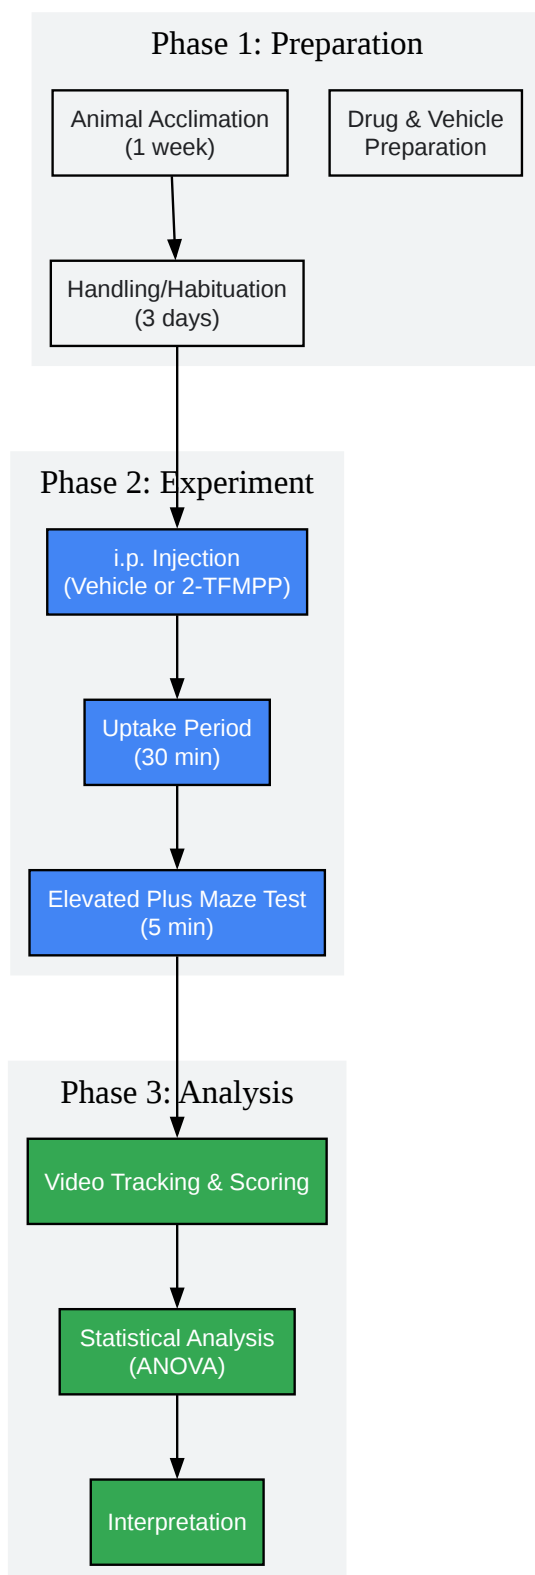 Phase 1: Preparation
Animal Acclimation
(1 week)
Drug & Vehicle
Preparation
Handling/Habituation
(3 days)
Phase 2: Experiment
i.p. Injection
(Vehicle or 2-TFMPP)
Uptake Period
(30 min)
Elevated Plus Maze Test
(5 min)
Phase 3: Analysis
Video Tracking & Scoring
Statistical Analysis
(ANOVA)
Interpretation